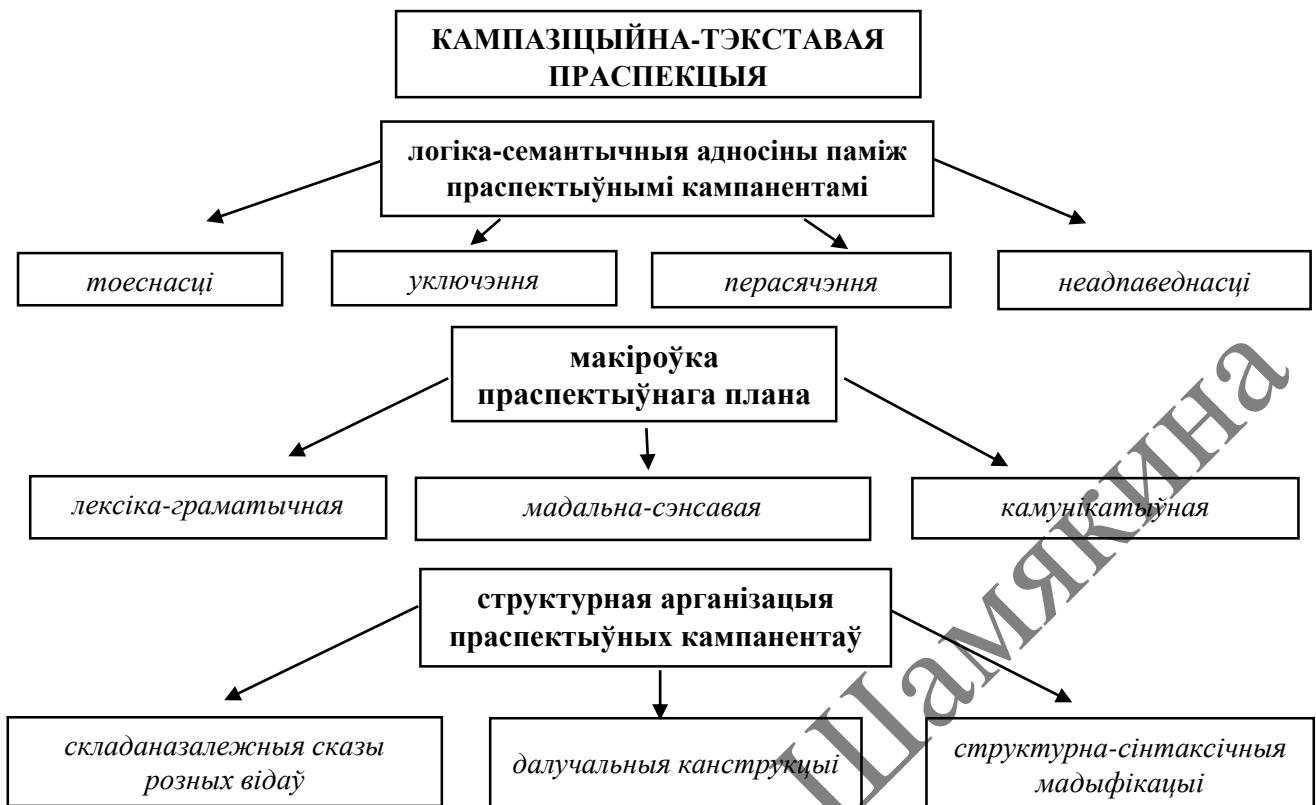 КАМПАЗІЦЫЙНА-ТЭКСТАВАЯ
ПРАСПЕКЦЫЯ
логіка-семантычныя адносіны паміж
праспектыўнымі кампанентамі
тоеснасці
уключэння
перасячэння
неадпаведнасці
макіроўка
праспектыўнага плана
лексіка-граматычная
мадальна-сэнсавая
камунікатыўная
структурная арганізацыя
праспектыўных кампанентаў
складаназалежныя сказы
розных відаў
далучальныя канструкцыі
структурна-сінтаксічныя
мадыфікацыі
Шамякина